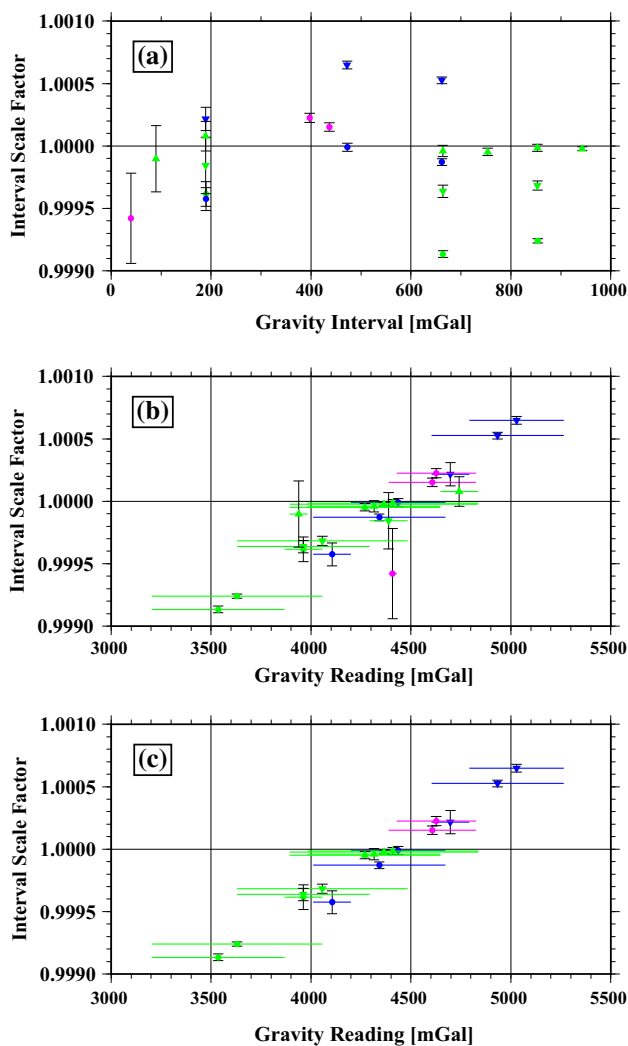 1.0010
(a)
1.0005
1.0000
0.9995
0.9990
Interval Scale Factor
0 200 400 600 800 1000
Gravity Interval [mGal]
1.0010
(b)
1.0005
1.0000
0.9995
0.9990
Interval Scale Factor
3000 3500 4000 4500 5000 5500
Gravity Reading [mGal]
1.0010
(c)
1.0005
1.0000
0.9995
0.9990
Interval Scale Factor
3000 3500 4000 4500 5000 5500
Gravity Reading [mGal]